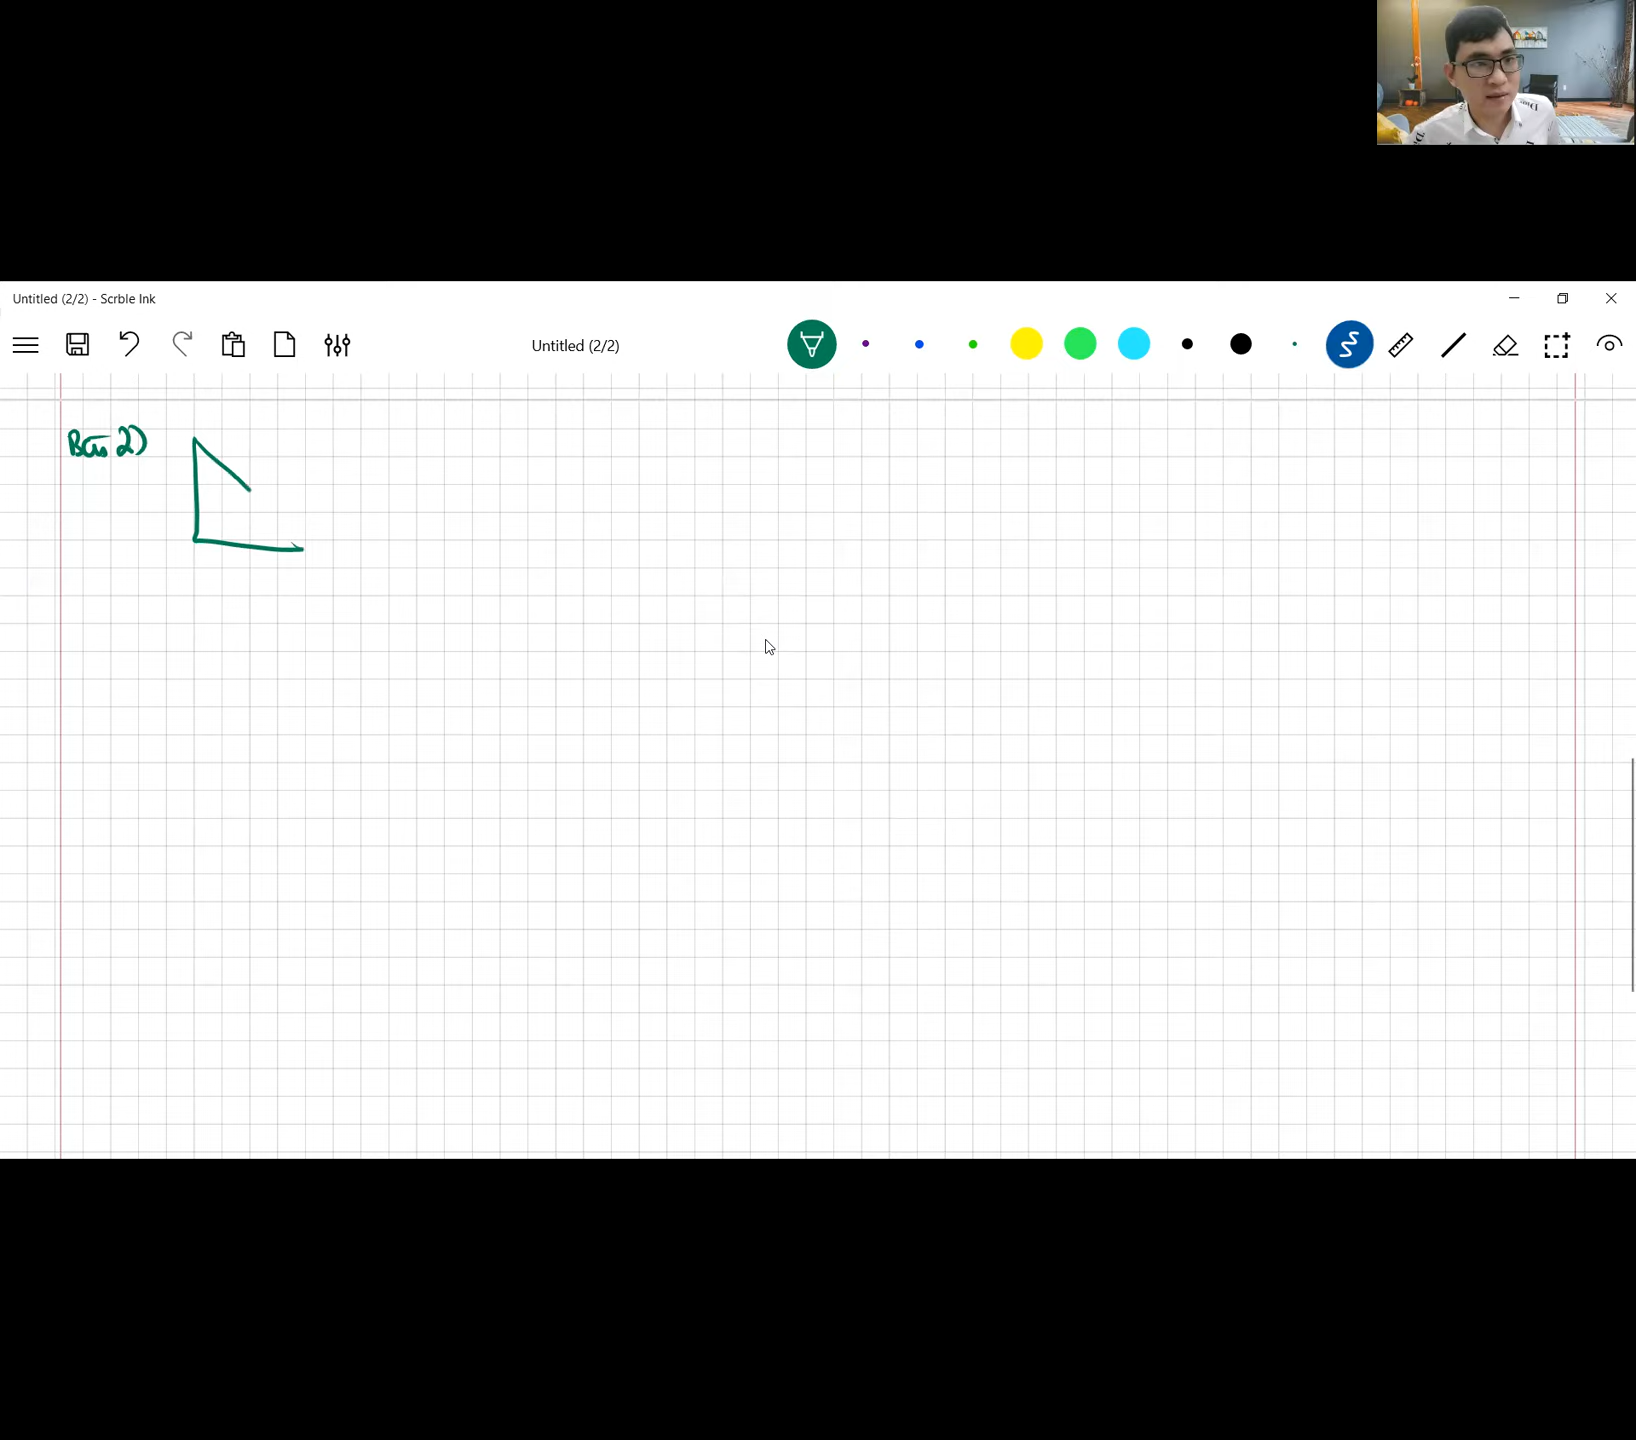 Untitled (2/2) - Scrble Ink
Untitled (2/2)
Bài 2)